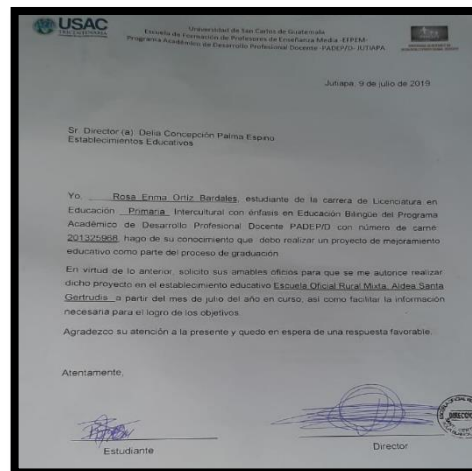 USAC
TRICENTENARIA
Universidad de San Carlos de Guatemala
Escuela de Formación de Profesores de Enseñanza Media -EFPEM-
Programa Académico de Desarrollo Profesional Docente -PADEP/D- JUTIAPA
Jutiapa, 9 de julio de 2019
Sr. Director (a): Delia Concepción Palma Espino
Establecimientos Educativos
Yo, Rosa Enma Ortiz Bardales, estudiante de la carrera de Licenciatura en
Educación Primaria Intercultural con énfasis en Educación Bilingüe del Programa
Académico de Desarrollo Profesional Docente PADEP/D con número de carné
201325968, hago de su conocimiento que debo realizar un proyecto de mejoramiento
educativo como parte del proceso de graduación.
En virtud de lo anterior, solicito sus amables oficios para que se me autorice realizar
dicho proyecto en el establecimiento educativo Escuela Oficial Rural Mixta, Aldea Santa
Gertrudis a partir del mes de julio del año en curso, así como facilitar la información
necesaria para el logro de los objetivos.
Agradezco su atención a la presente y quedo en espera de una respuesta favorable.
Atentamente,
Estudiante
Director